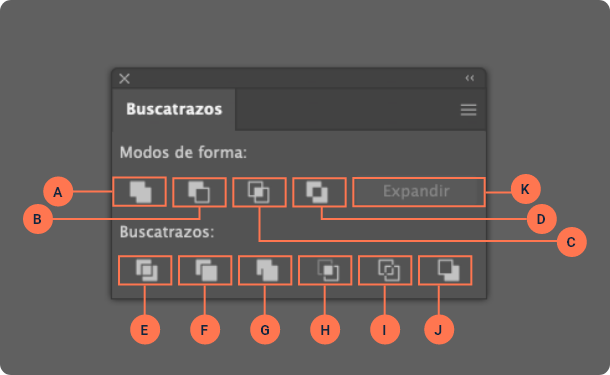 Buscatrazos
Modos de forma:
A
Expandir
K
B
D
Buscatrazos:
C
E
F
G
H
I
J